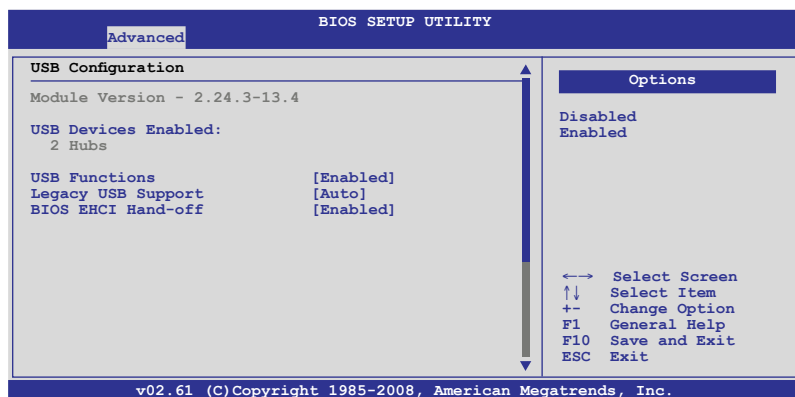 BIOS SETUP UTILITY
Advanced
USB Configuration
Module Version - 2.24.3-13.4
USB Devices Enabled:
2 Hubs
USB Functions [Enabled]
Legacy USB Support [Auto]
BIOS EHCI Hand-off [Enabled]
Options
Disabled
Enabled
←→ Select Screen
↑↓ Select Item
+- Change Option
F1 General Help
F10 Save and Exit
ESC Exit
v02.61 (C)Copyright 1985-2008, American Megatrends, Inc.